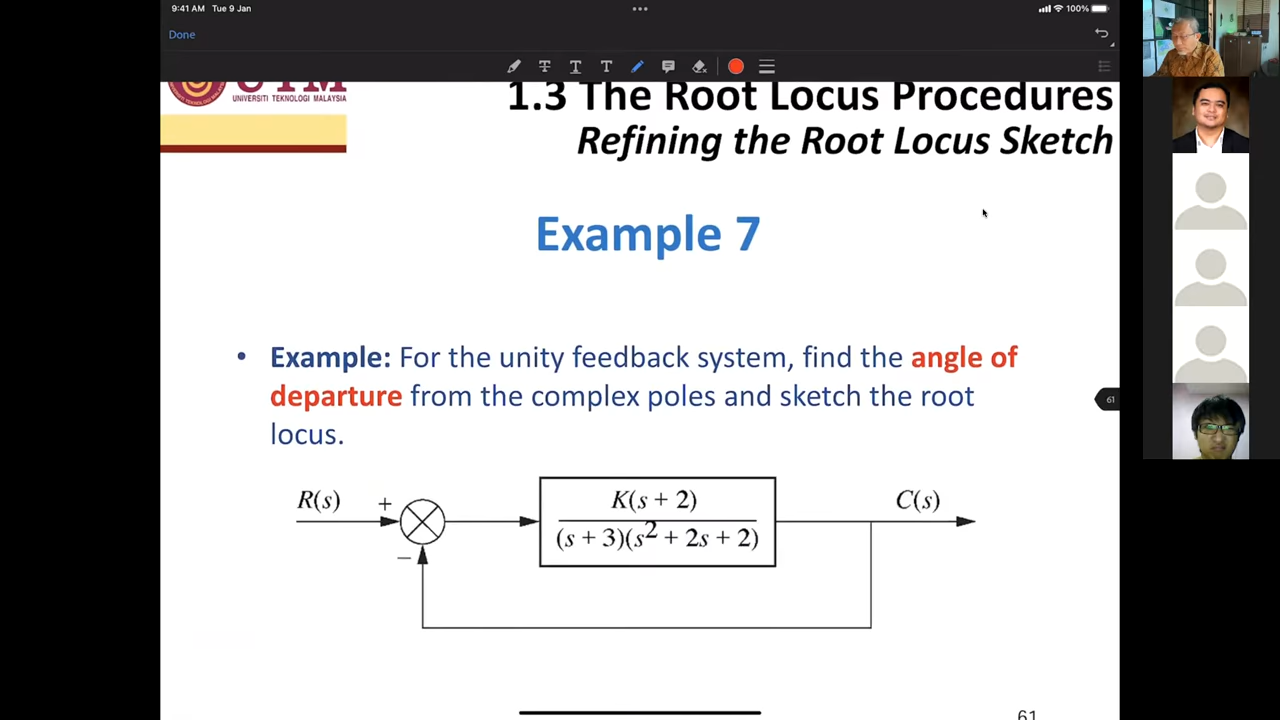 9:41 AM Tue 9 Jan
100%
Done
UTM
UNIVERSITI TEKNOLOGI MALAYSIA
1.3 The Root Locus Procedures
Refining the Root Locus Sketch
Example 7
• Example: For the unity feedback system, find the angle of
departure from the complex poles and sketch the root
locus.
61
R(s)
+
K(s + 2)
(s + 3)(s² + 2s + 2)
C(s)
−
61